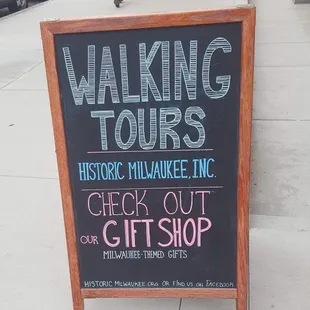 WALKING
TOURS
HISTORIC MILWAUKEE, INC.
CHECK OUT
OUR GIFT SHOP
MILWAUKEE-THEMED GIFTS
HISTORIC MILWAUKEE.ORG OR FIND US ON FACEBOOK